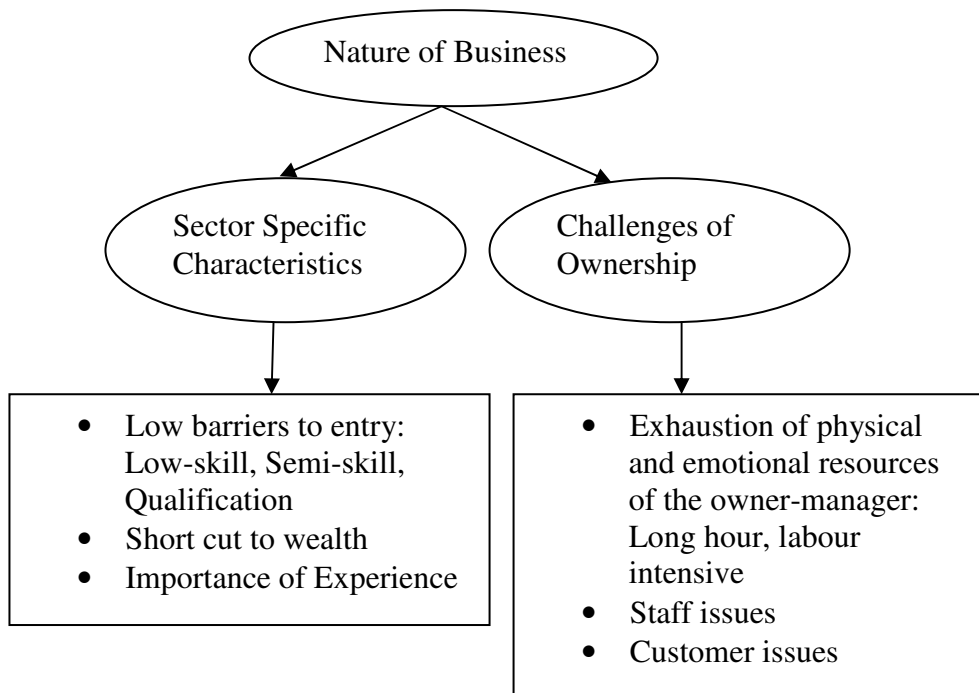 Nature of Business
Sector Specific
Characteristics
Challenges of
Ownership
• Low barriers to entry:
Low-skill, Semi-skill,
Qualification
• Short cut to wealth
• Importance of Experience
• Exhaustion of physical
and emotional resources
of the owner-manager:
Long hour, labour
intensive
• Staff issues
• Customer issues